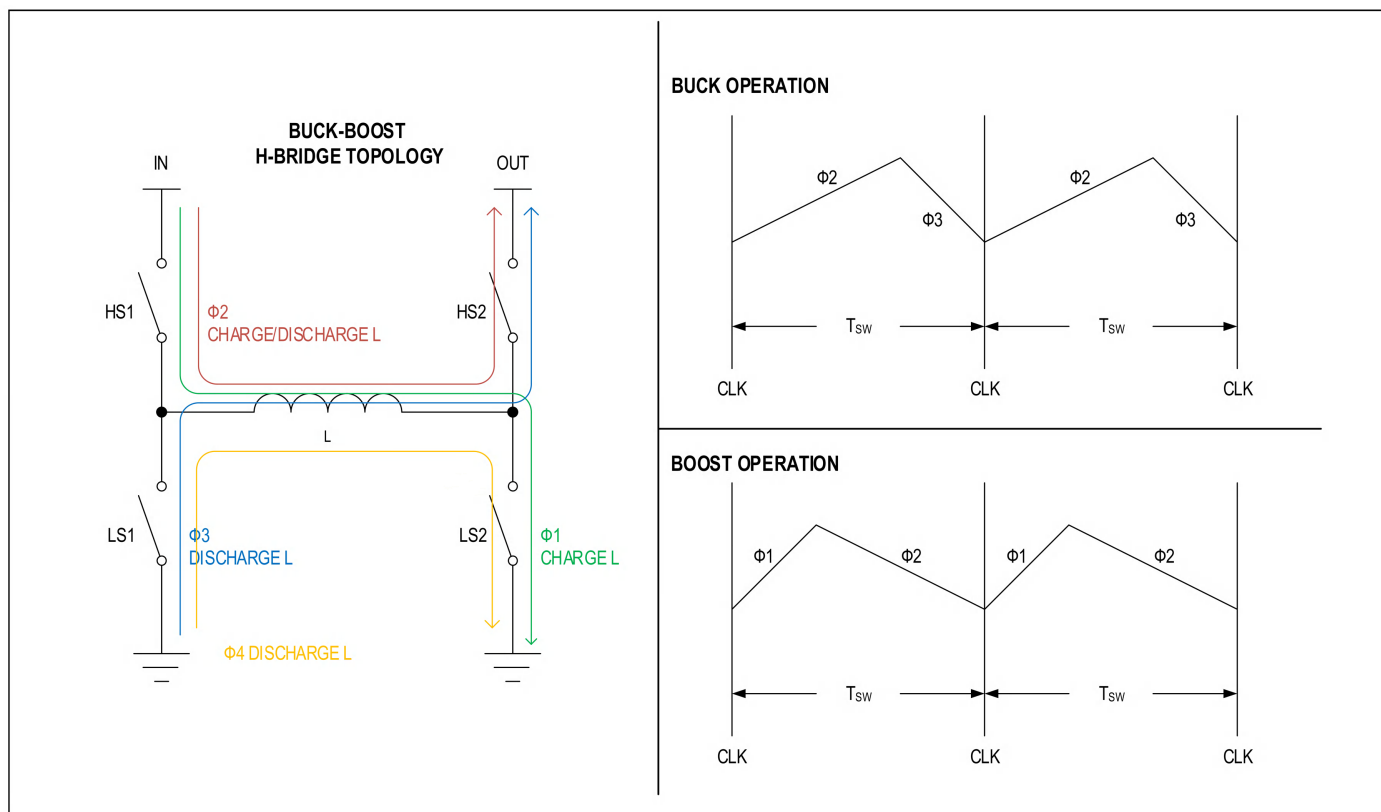 BUCK-BOOST
H-BRIDGE TOPOLOGY
IN
OUT
HS1
Φ2
CHARGE/DISCHARGE L
HS2
L
LS1
Φ3
DISCHARGE L
LS2
Φ1
CHARGE L
Φ4 DISCHARGE L
BUCK OPERATION
Φ2
Φ3
Φ2
Φ3
TSW
TSW
CLK
CLK
CLK
BOOST OPERATION
Φ1
Φ2
Φ1
Φ2
TSW
TSW
CLK
CLK
CLK